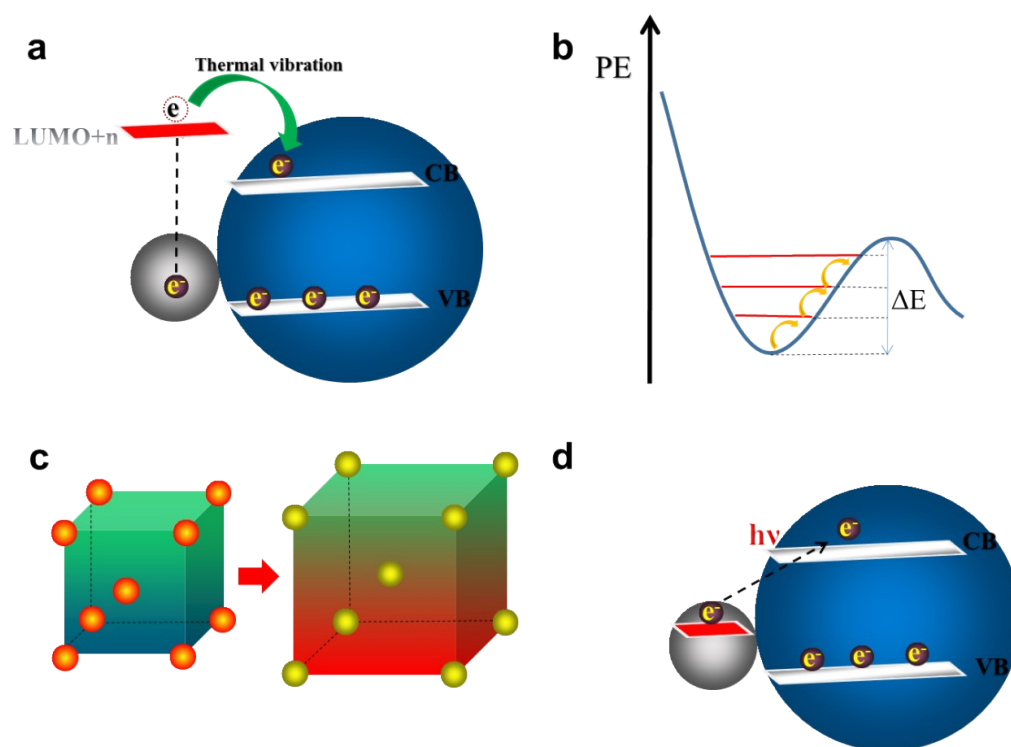 a
Thermal vibration
e
LUMO+n
e⁻
CB
e⁻
e⁻ e⁻ e⁻
VB
b
PE
ΔE
c
d
hν
e⁻
CB
e⁻
e⁻ e⁻ e⁻
VB